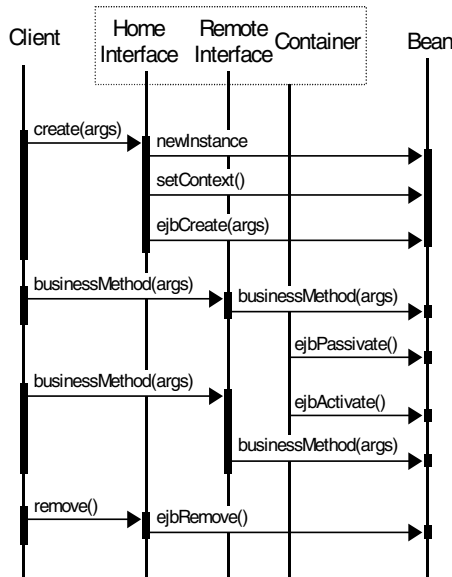 Client
Home
Interface
Remote
Interface
Container
Bean
create(args)
newInstance
setContext()
ejbCreate(args)
businessMethod(args)
businessMethod(args)
ejbPassivate()
businessMethod(args)
ejbActivate()
businessMethod(args)
remove()
ejbRemove()